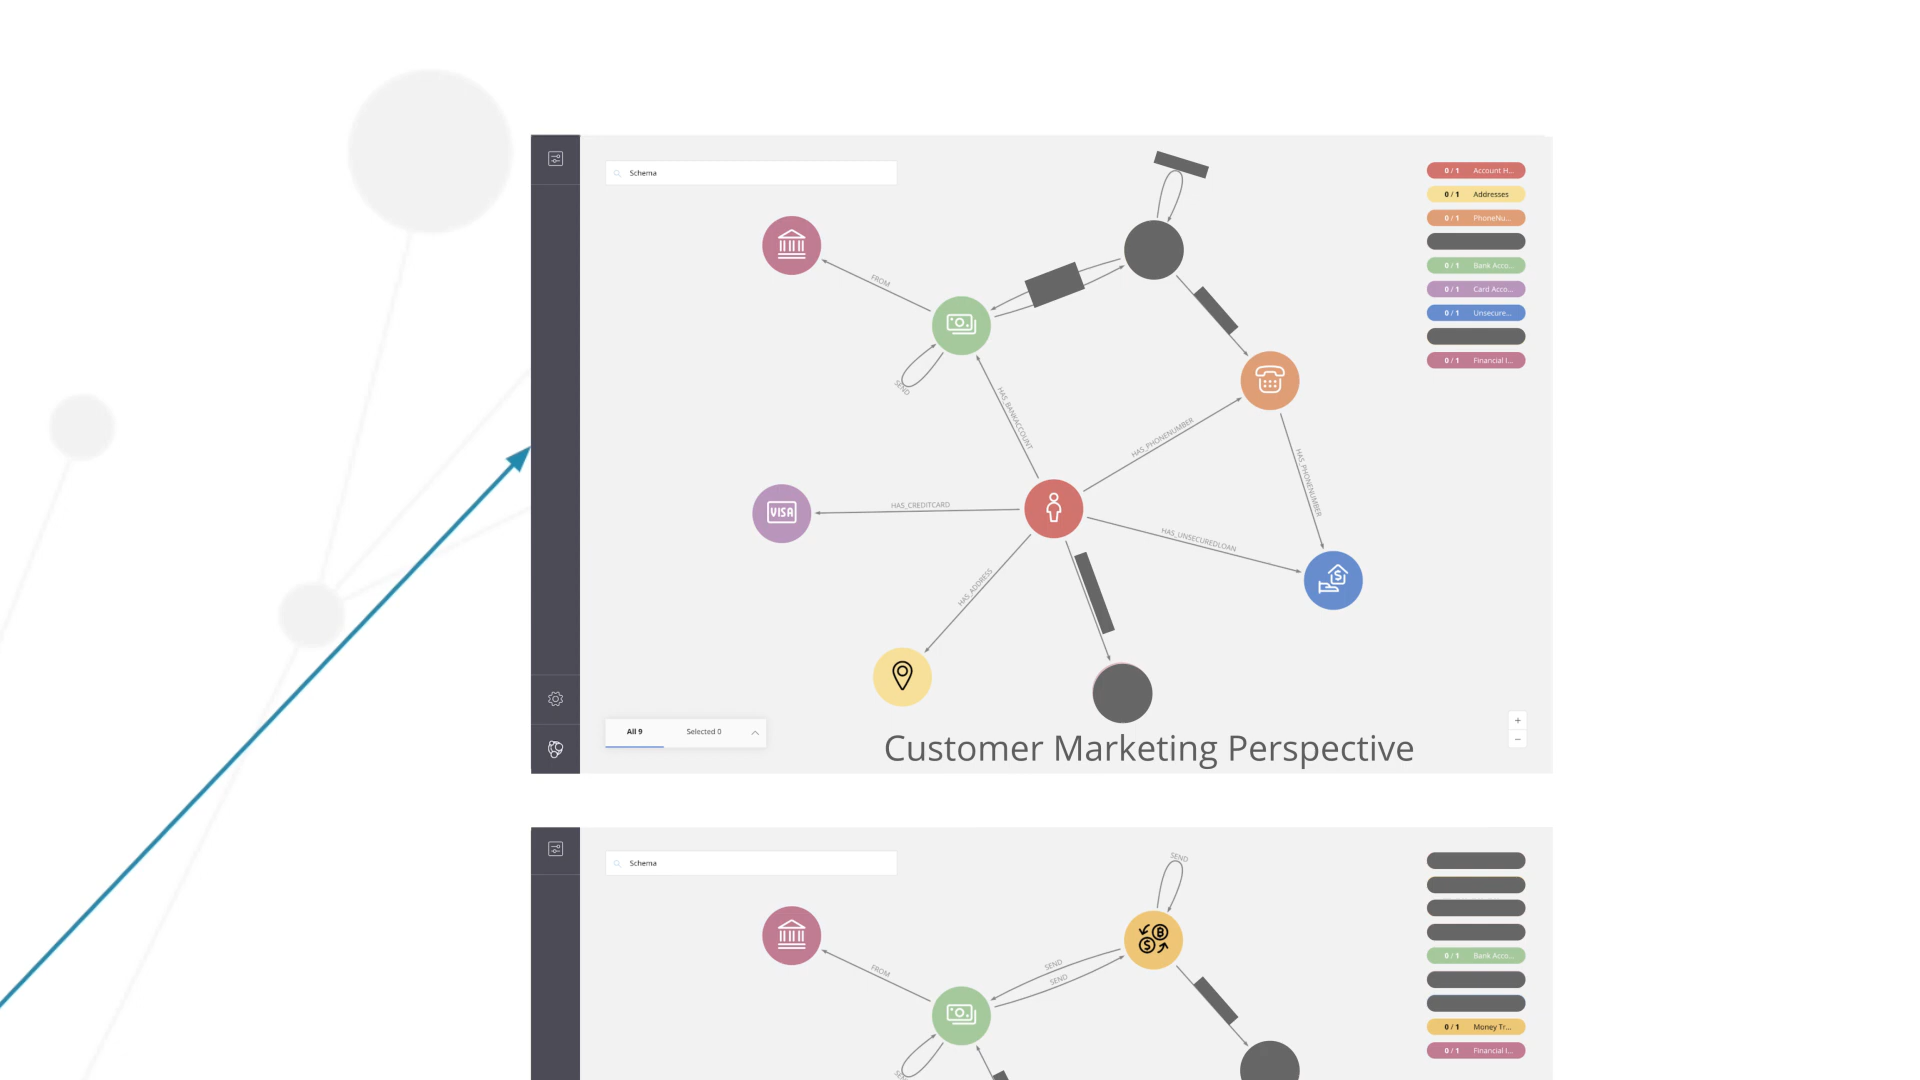 Schema
0 / 1 Account H...
0 / 1 Addresses
0 / 1 PhoneNu...
0 / 1 Bank Acco...
0 / 1 Card Acco...
0 / 1 Unsecure...
0 / 1 Financial I...
FROM
SEND
HAS_BANKACCOUNT
HAS_PHONENUMBER
HAS_PHONENUMBER
HAS_CREDITCARD
VISA
HAS_UNSECUREDLOAN
HAS_ADDRESS
All 9 Selected 0
Customer Marketing Perspective
Schema
SEND
FROM
SEND
SEND
0 / 1 Bank Acco...
0 / 1 Money Tr...
0 / 1 Financial I...